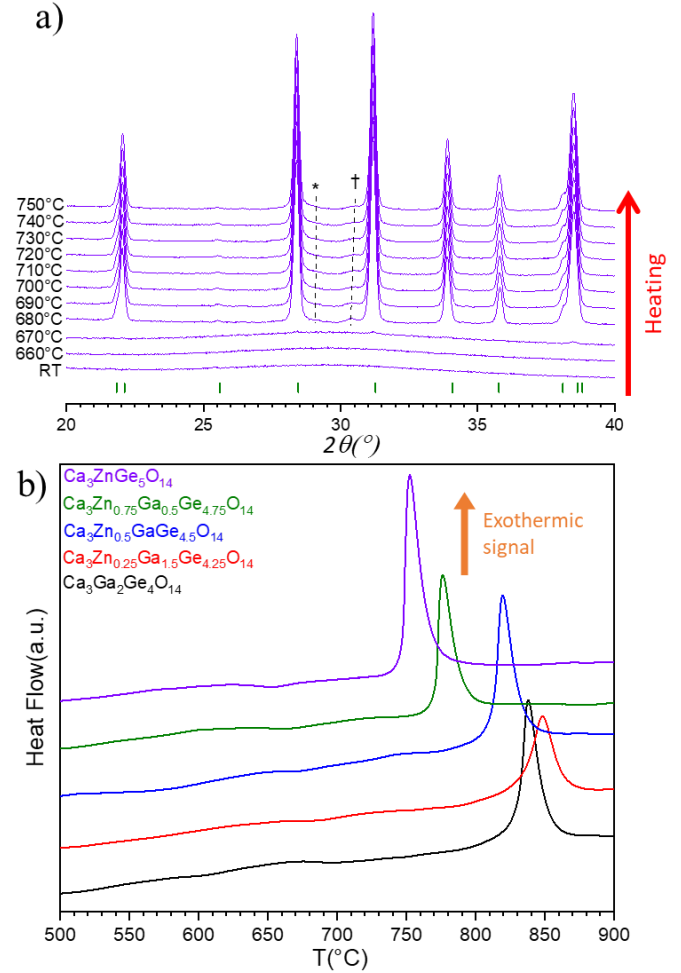 a)
* †
750°C
740°C
730°C
720°C
710°C
700°C
690°C
680°C
670°C
660°C
RT
Heating
20 25 30 35 40
2θ(°)
b)
Ca₃ZnGe₅O₁₄
Ca₃Zn₀.₇₅Ga₀.₅Ge₄.₇₅O₁₄
Ca₃Zn₀.₅GaGe₄.₅O₁₄
Ca₃Zn₀.₂₅Ga₁.₅Ge₄.₂₅O₁₄
Ca₃Ga₂Ge₄O₁₄
Exothermic
signal
Heat Flow(a.u.)
500 550 600 650 700 750 800 850 900
T(°C)